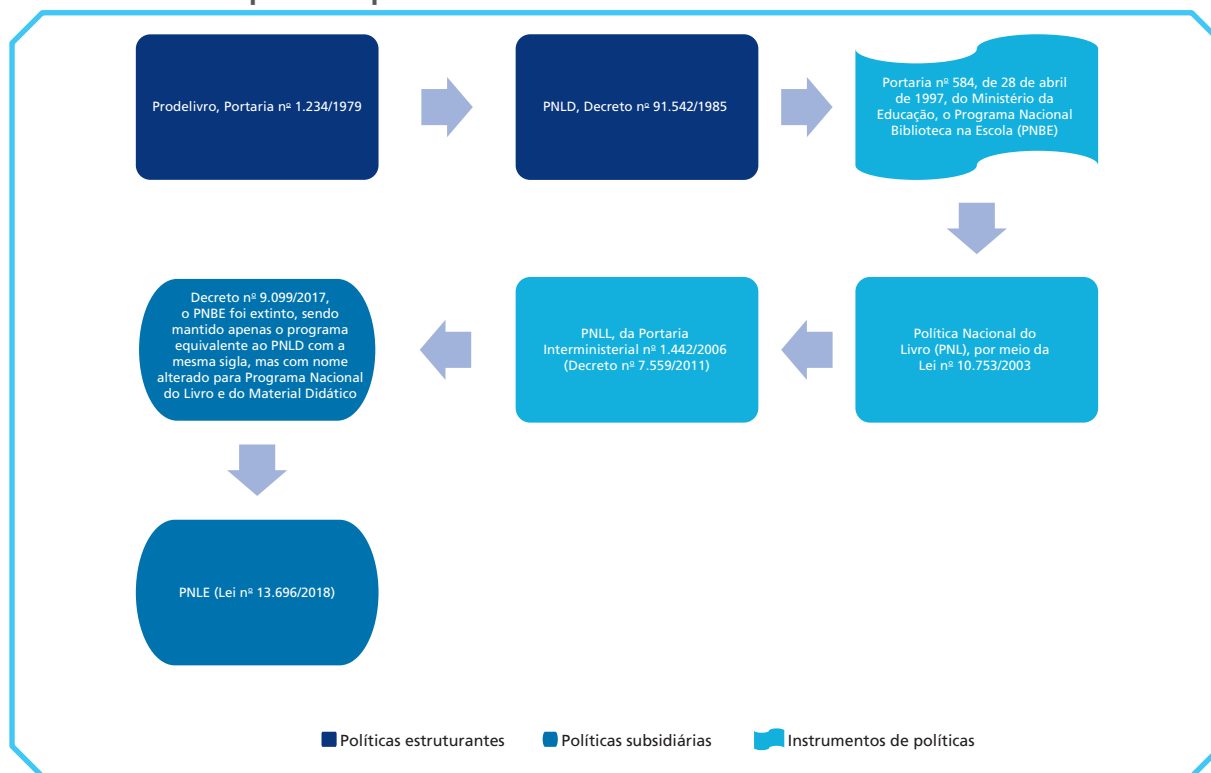 Prodelivro, Portaria nº 1.234/1979
PNLD, Decreto nº 91.542/1985
Portaria nº 584, de 28 de abril
de 1997, do Ministério da
Educação, o Programa Nacional
Biblioteca na Escola (PNBE)
Política Nacional do
Livro (PNL), por meio da
Lei nº 10.753/2003
PNLL, da Portaria
Interministerial nº 1.442/2006
(Decreto nº 7.559/2011)
Decreto nº 9.099/2017,
o PNBE foi extinto, sendo
mantido apenas o programa
equivalente ao PNLD com a
mesma sigla, mas com nome
alterado para Programa Nacional
do Livro e do Material Didático
PNLE (Lei nº 13.696/2018)
Políticas estruturantes
Políticas subsidiárias
Instrumentos de políticas